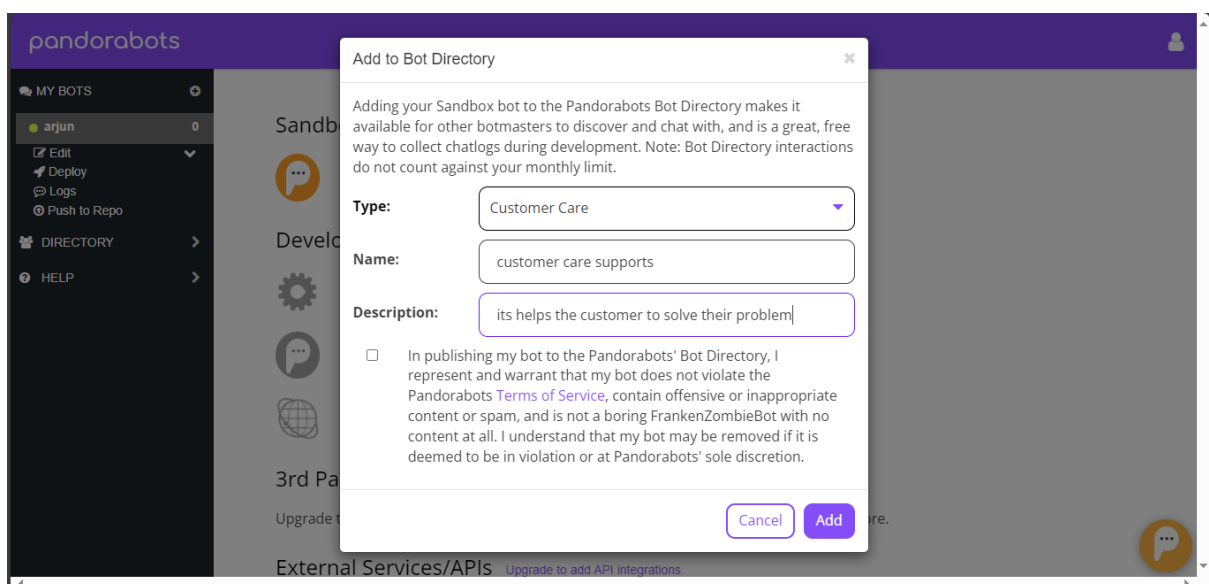 pandorabots
MY BOTS
arjun 0
Edit
Deploy
Logs
Push to Repo
DIRECTORY
HELP
Sandb
Develo
3rd Pa
Upgrade t
ore.
External Services/APIs Upgrade to add API integrations.
Add to Bot Directory
Adding your Sandbox bot to the Pandorabots Bot Directory makes it
available for other botmasters to discover and chat with, and is a great, free
way to collect chatlogs during development. Note: Bot Directory interactions
do not count against your monthly limit.
Type: Customer Care
Name: customer care supports
Description: its helps the customer to solve their problem
In publishing my bot to the Pandorabots' Bot Directory, I
represent and warrant that my bot does not violate the
Pandorabots Terms of Service, contain offensive or inappropriate
content or spam, and is not a boring FrankenZombieBot with no
content at all. I understand that my bot may be removed if it is
deemed to be in violation or at Pandorabots' sole discretion.
Cancel Add